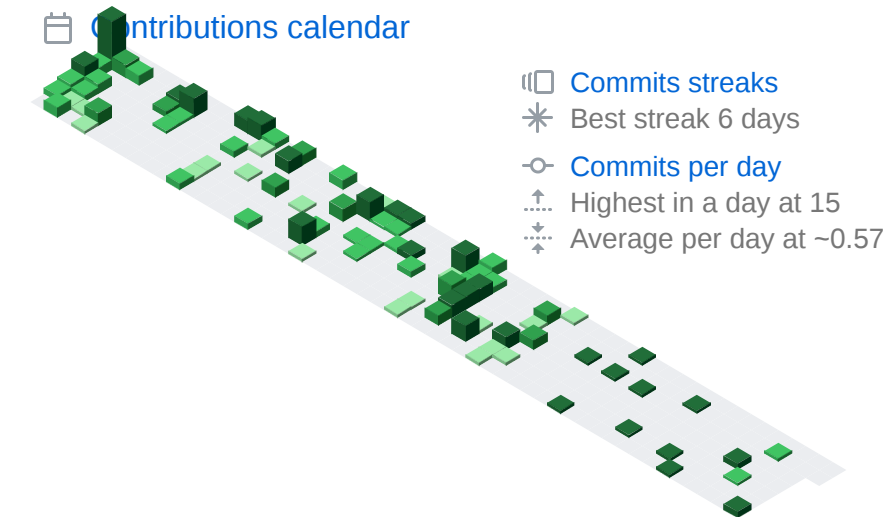 Contributions calendar
Commits streaks
Best streak 6 days
Commits per day
Highest in a day at 15
Average per day at ~0.57